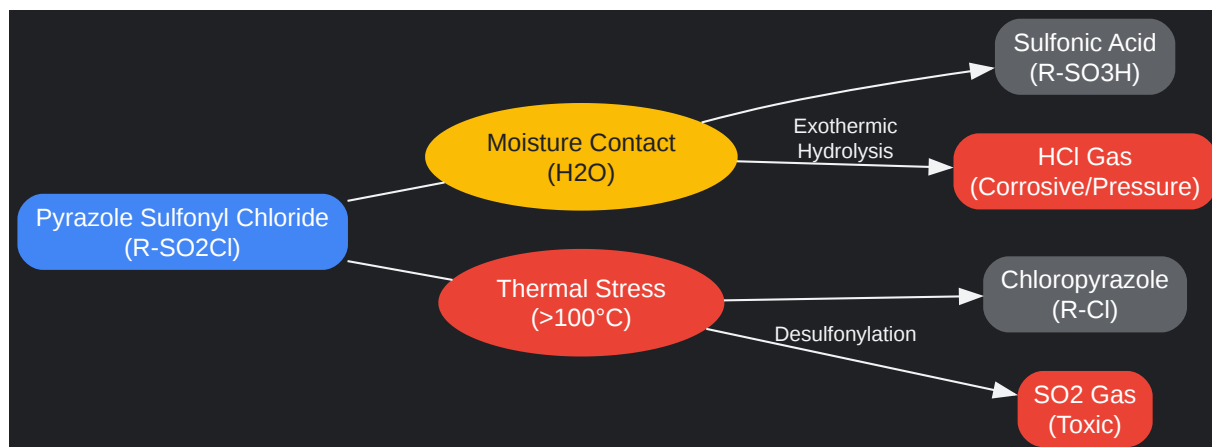 Pyrazole Sulfonyl Chloride
(R-SO2Cl)
Moisture Contact
(H2O)
Thermal Stress
(>100°C)
Exothermic
Hydrolysis
Desulfonylation
Sulfonic Acid
(R-SO3H)
HCl Gas
(Corrosive/Pressure)
Chloropyrazole
(R-Cl)
SO2 Gas
(Toxic)